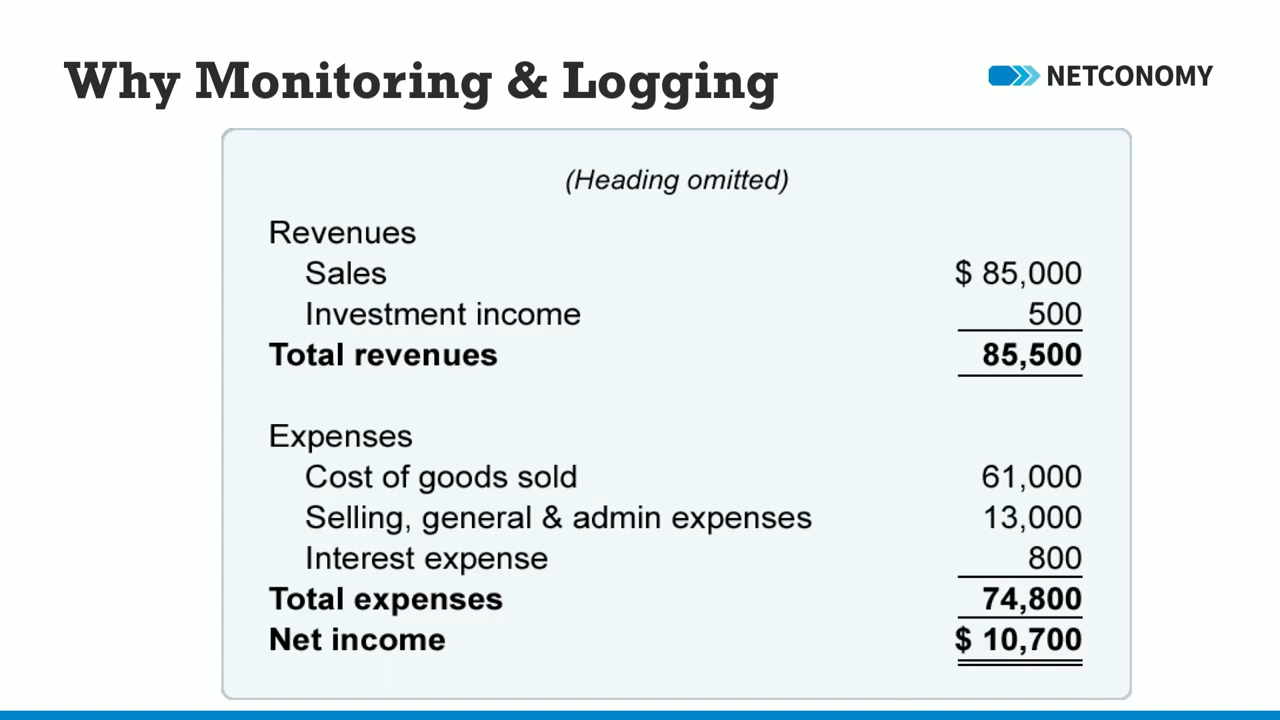 Why Monitoring & Logging
NETCONOMY
(Heading omitted)
Revenues
Sales $ 85,000
Investment income 500
Total revenues 85,500
Expenses
Cost of goods sold 61,000
Selling, general & admin expenses 13,000
Interest expense 800
Total expenses 74,800
Net income $ 10,700